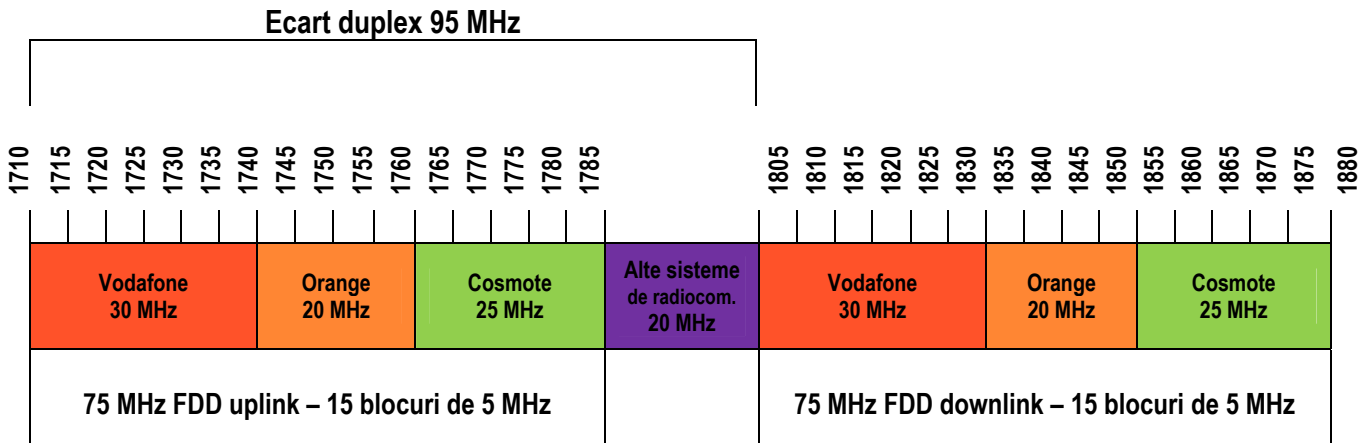 Ecart duplex 95 MHz
1710 1715 1720 1725 1730 1735 1740 1745 1750 1755 1760 1765 1770 1775 1780 1785 1805 1810 1815 1820 1825 1830 1835 1840 1845 1850 1855 1860 1865 1870 1875 1880
Vodafone
30 MHz
Orange
20 MHz
Cosmote
25 MHz
Alte sisteme
de radiocom.
20 MHz
Vodafone
30 MHz
Orange
20 MHz
Cosmote
25 MHz
75 MHz FDD uplink – 15 blocuri de 5 MHz
75 MHz FDD downlink – 15 blocuri de 5 MHz